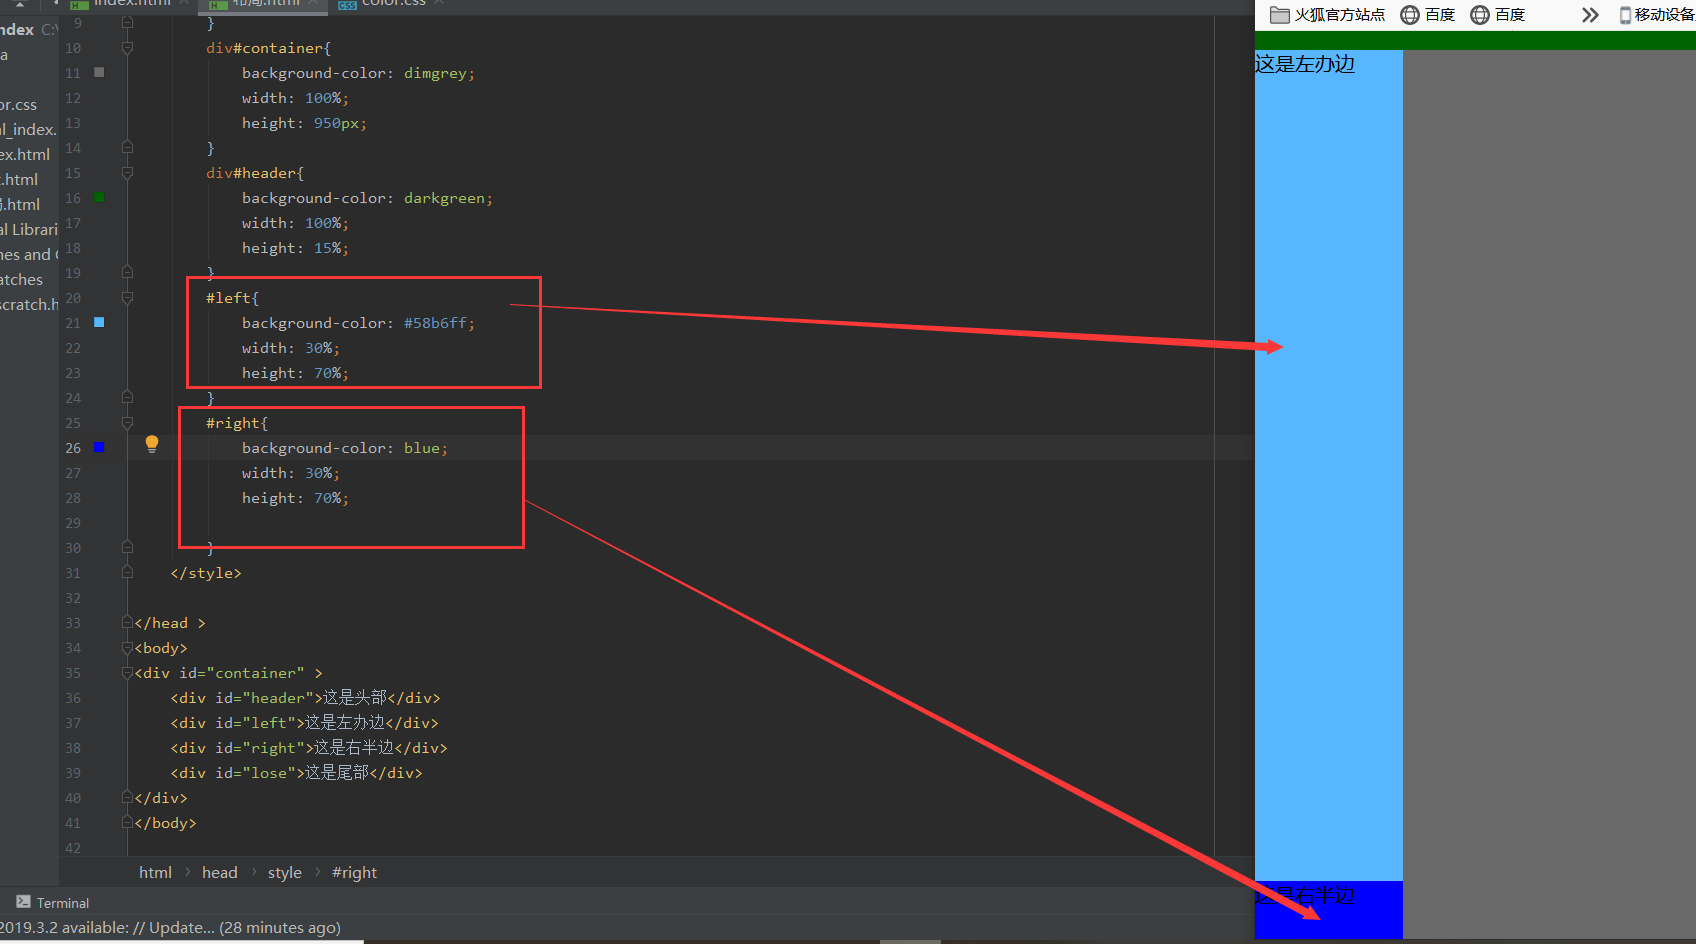 index.html
布局.html
color.css
ndex C:\
a
or.css
l_index.
ex.html
.html
.html
al Librari
nes and
atches
scratch.h
9 }
10 div#container{
11 background-color: dimgrey;
12 width: 100%;
13 height: 950px;
14 }
15 div#header{
16 background-color: darkgreen;
17 width: 100%;
18 height: 15%;
19 }
20 #left{
21 background-color: #58b6ff;
22 width: 30%;
23 height: 70%;
24 }
25 #right{
26 background-color: blue;
27 width: 30%;
28 height: 70%;
29
30 }
31 </style>
32
33 </head >
34 <body>
35 <div id="container" >
36 <div id="header">这是头部</div>
37 <div id="left">这是左办边</div>
38 <div id="right">这是右半边</div>
39 <div id="lose">这是尾部</div>
40 </div>
41 </body>
42
html › head › style › #right
Terminal
2019.3.2 available: // Update... (28 minutes ago)
火狐官方站点 百度 百度 移动设备
这是左办边
这是右半边